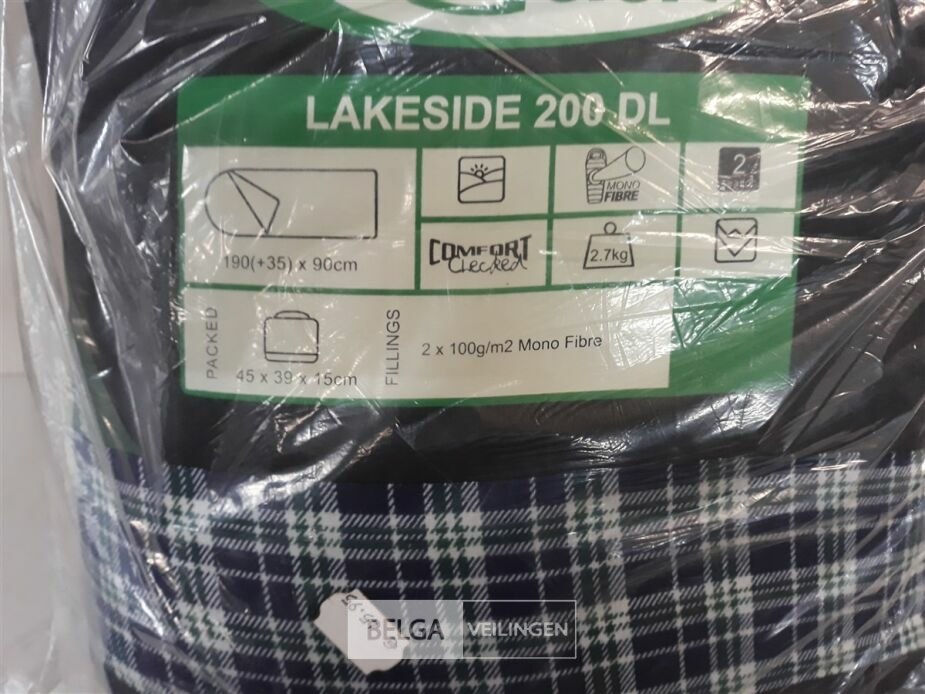 LAKESIDE 200 DL
MONO
FIBRE
2
190(+35) x 90cm
COMFORT
Checked
2.7kg
PACKED
45 x 39 x 15cm
FILLINGS
2 x 100g/m2 Mono Fibre
BELGA VEILINGEN